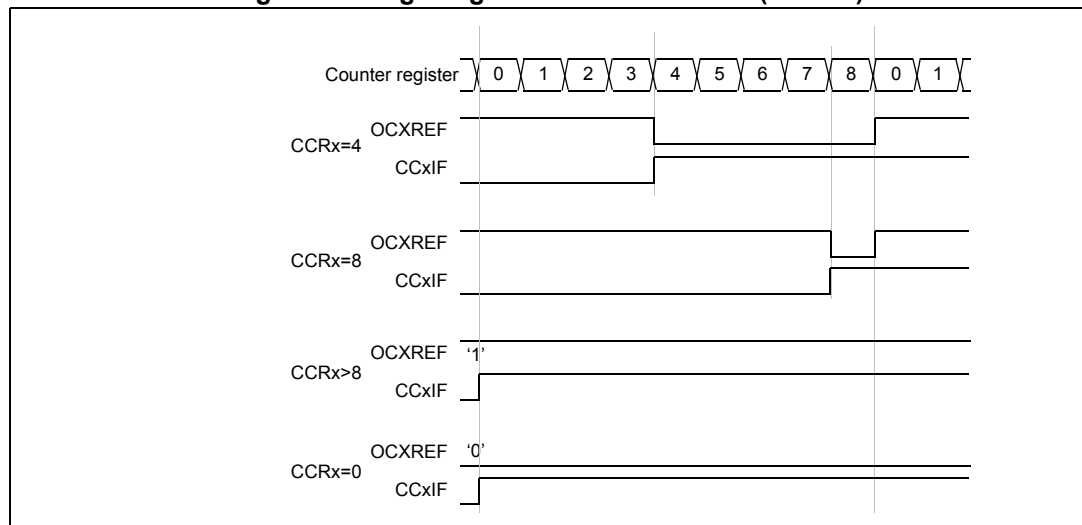 Counter register 0 1 2 3 4 5 6 7 8 0 1
OCXREF
CCRx=4
CCxIF
OCXREF
CCRx=8
CCxIF
OCXREF '1'
CCRx>8
CCxIF
OCXREF '0'
CCRx=0
CCxIF